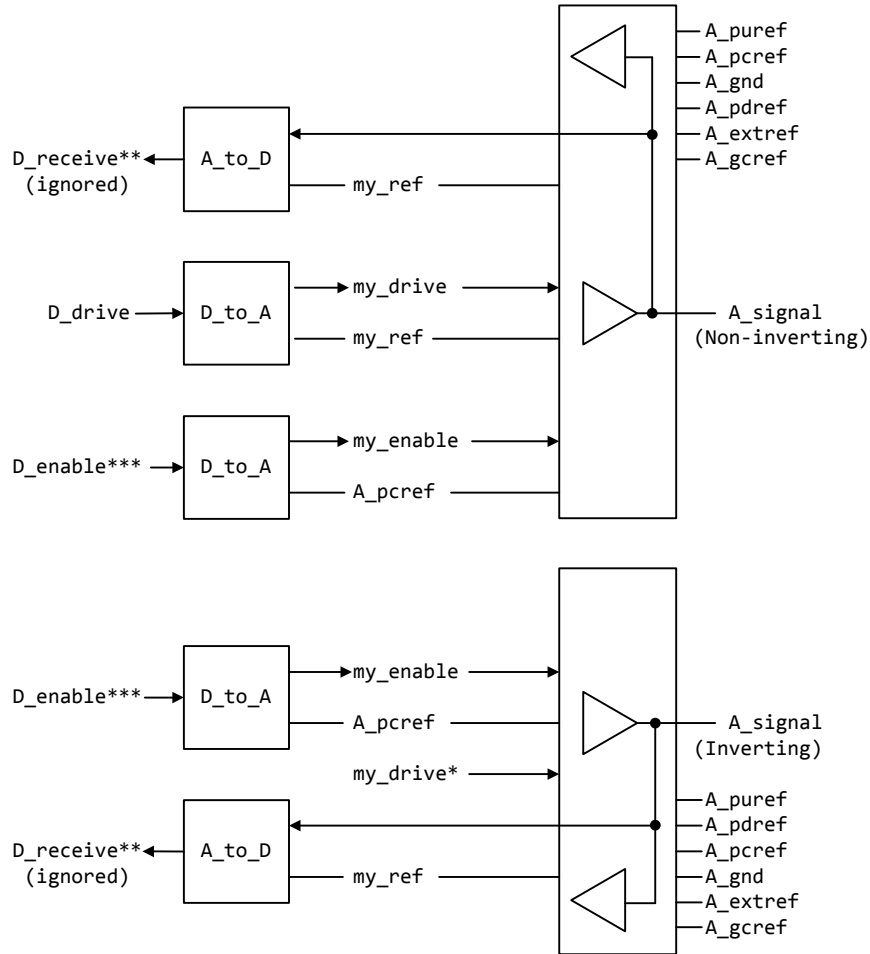 A_puref
A_pcref
A_gnd
A_pdref
A_extref
A_gcref
D_receive**
(ignored)
A_to_D
my_ref
D_drive
D_to_A
my_drive
my_ref
A_signal
(Non-inverting)
D_enable***
D_to_A
my_enable
A_pcref
D_enable***
D_to_A
my_enable
A_pcref
my_drive*
A_signal
(Inverting)
D_receive**
(ignored)
A_to_D
my_ref
A_puref
A_pdref
A_pcref
A_gnd
A_extref
A_gcref